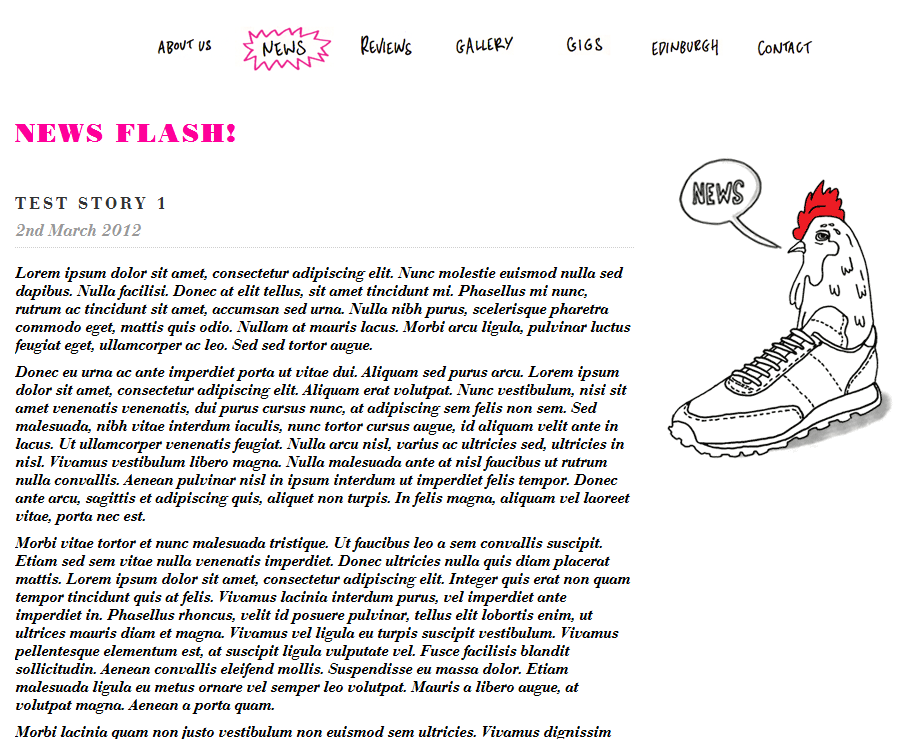 ABOUT US NEWS REVIEWS GALLERY GIGS EDINBURGH CONTACT
NEWS FLASH!
NEWS
TEST STORY 1
2nd March 2012
Lorem ipsum dolor sit amet, consectetur adipiscing elit. Nunc molestie euismod nulla sed
dapibus. Nulla facilisi. Donec at elit tellus, sit amet tincidunt mi. Phasellus mi nunc,
rutrum ac tincidunt sit amet, accumsan sed urna. Nulla nibh purus, scelerisque pharetra
commodo eget, mattis quis odio. Nullam at mauris lacus. Morbi arcu ligula, pulvinar luctus
feugiat eget, ullamcorper ac leo. Sed sed tortor augue.
Donec eu urna ac ante imperdiet porta ut vitae dui. Aliquam sed purus arcu. Lorem ipsum
dolor sit amet, consectetur adipiscing elit. Aliquam erat volutpat. Nunc vestibulum, nisi sit
amet venenatis venenatis, dui purus cursus nunc, at adipiscing sem felis non sem. Sed
malesuada, nibh vitae interdum iaculis, nunc tortor cursus augue, id aliquam velit ante in
lacus. Ut ullamcorper venenatis feugiat. Nulla arcu nisl, varius ac ultricies sed, ultricies in
nisl. Vivamus vestibulum libero magna. Nulla malesuada ante at nisl faucibus ut rutrum
nulla convallis. Aenean pulvinar nisl in ipsum interdum ut imperdiet felis tempor. Donec
ante arcu, sagittis et adipiscing quis, aliquet non turpis. In felis magna, aliquam vel laoreet
vitae, porta nec est.
Morbi vitae tortor et nunc malesuada tristique. Ut faucibus leo a sem convallis suscipit.
Etiam sed sem vitae nulla venenatis imperdiet. Donec ultricies nulla quis diam placerat
mattis. Lorem ipsum dolor sit amet, consectetur adipiscing elit. Integer quis erat non quam
tempor tincidunt quis at felis. Vivamus lacinia interdum purus, vel imperdiet ante
imperdiet in. Phasellus rhoncus, velit id posuere pulvinar, tellus elit lobortis enim, ut
ultrices mauris diam et magna. Vivamus vel ligula eu turpis suscipit vestibulum. Vivamus
pellentesque elementum est, at suscipit ligula vulputate vel. Fusce facilisis blandit
sollicitudin. Aenean convallis eleifend mollis. Suspendisse eu massa dolor. Etiam
malesuada ligula eu metus ornare vel semper leo volutpat. Mauris a libero augue, at
volutpat magna. Aenean a porta quam.
Morbi lacinia quam non justo vestibulum non euismod sem ultricies. Vivamus dignissim